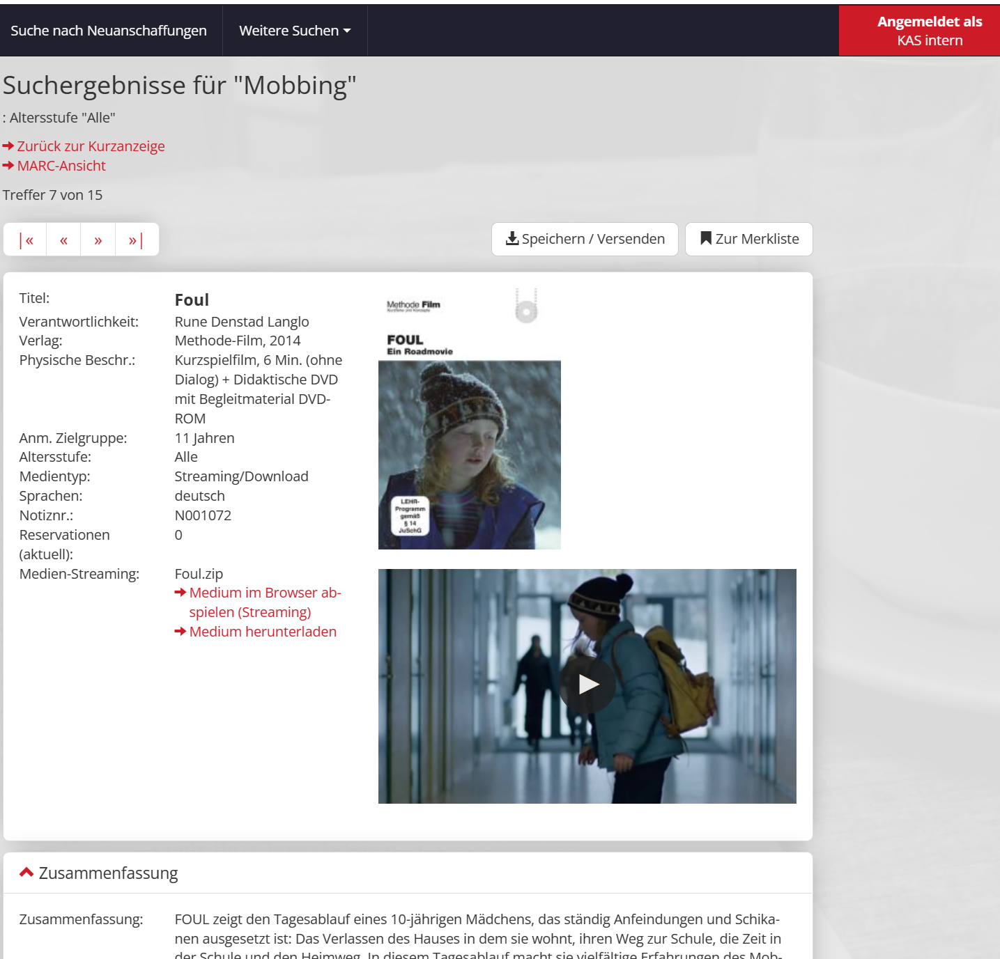 Suche nach Neuanschaffungen
Weitere Suchen
Angemeldet als
KAS intern
Suchergebnisse für "Mobbing"
: Altersstufe "Alle"
Zurück zur Kurzanzeige
MARC-Ansicht
Treffer 7 von 15
|« « » »|
Speichern / Versenden
Zur Merkliste
Titel: Foul
Verantwortlichkeit: Rune Denstad Langlo
Verlag: Methode-Film, 2014
Physische Beschr.: Kurzspielfilm, 6 Min. (ohne
Dialog) + Didaktische DVD
mit Begleitmaterial DVD-
ROM
Anm. Zielgruppe: 11 Jahren
Altersstufe: Alle
Medientyp: Streaming/Download
Sprachen: deutsch
Notiznr.: N001072
Reservationen 0
(aktuell):
Medien-Streaming: Foul.zip
Medium im Browser ab-
spielen (Streaming)
Medium herunterladen
Methode Film
Kurzfilme und Konzepte
FOUL
Ein Roadmovie
LEHR-
Programm
gemäß
§ 14
JuSchG
Zusammenfassung
Zusammenfassung: FOUL zeigt den Tagesablauf eines 10-jährigen Mädchens, das ständig Anfeindungen und Schika-
nen ausgesetzt ist: Das Verlassen des Hauses in dem sie wohnt, ihren Weg zur Schule, die Zeit in
der Schule und den Heimweg. In diesem Tagesablauf macht sie vielfältige Erfahrungen des Mob-